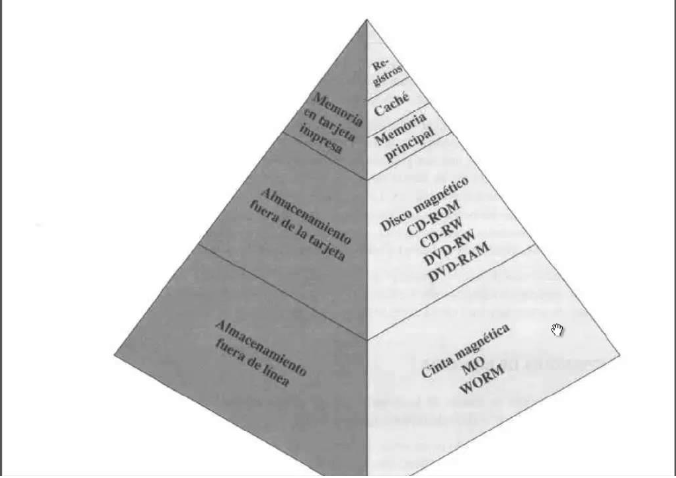 Re-
gistros
Caché
Memoria
principal
Memoria
en tarjeta
impresa
Disco magnético
CD-ROM
CD-RW
DVD-RW
DVD-RAM
Almacenamiento
fuera de la tarjeta
Cinta magnética
MO
WORM
Almacenamiento
fuera de línea